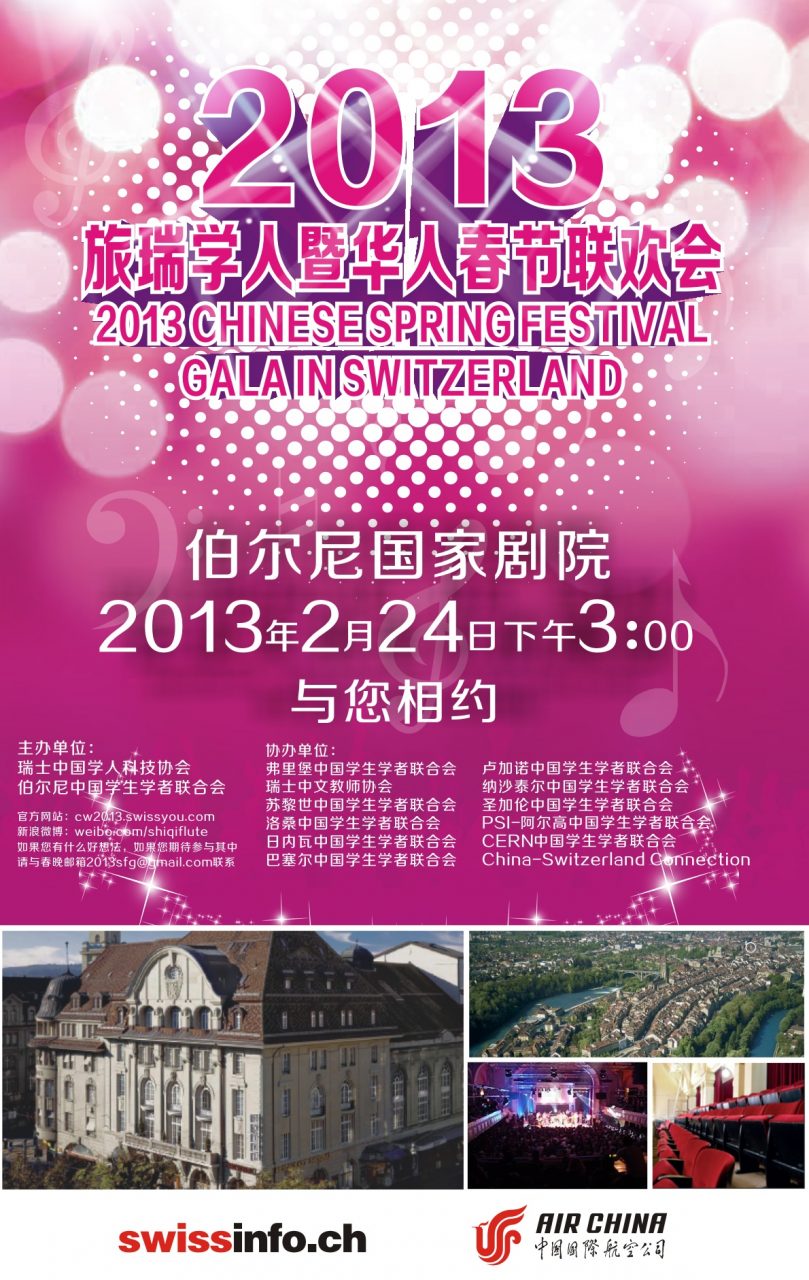 2013
旅瑞学人暨华人春节联欢会
2013 CHINESE SPRING FESTIVAL
GALA IN SWITZERLAND
伯尔尼国家剧院
2013年2月24日下午3:00
与您相约
主办单位：
瑞士中国学人科技协会
伯尔尼中国学生学者联合会
官方网站：cw2013.swissyou.com
新浪微博：weibo.com/shiqiflute
如果您有什么好想法，如果您期待参与其中
请与春晚邮箱2013sfg@gmail.com联系
协办单位：
弗里堡中国学生学者联合会
瑞士中文教师协会
苏黎世中国学生学者联合会
洛桑中国学生学者联合会
日内瓦中国学生学者联合会
巴塞尔中国学生学者联合会
卢加诺中国学生学者联合会
纳沙泰尔中国学生学者联合会
圣加伦中国学生学者联合会
PSI-阿尔高中国学生学者联合会
CERN中国学生学者联合会
China-Switzerland Connection
swissinfo.ch
AIR CHINA
中国国際航空公司